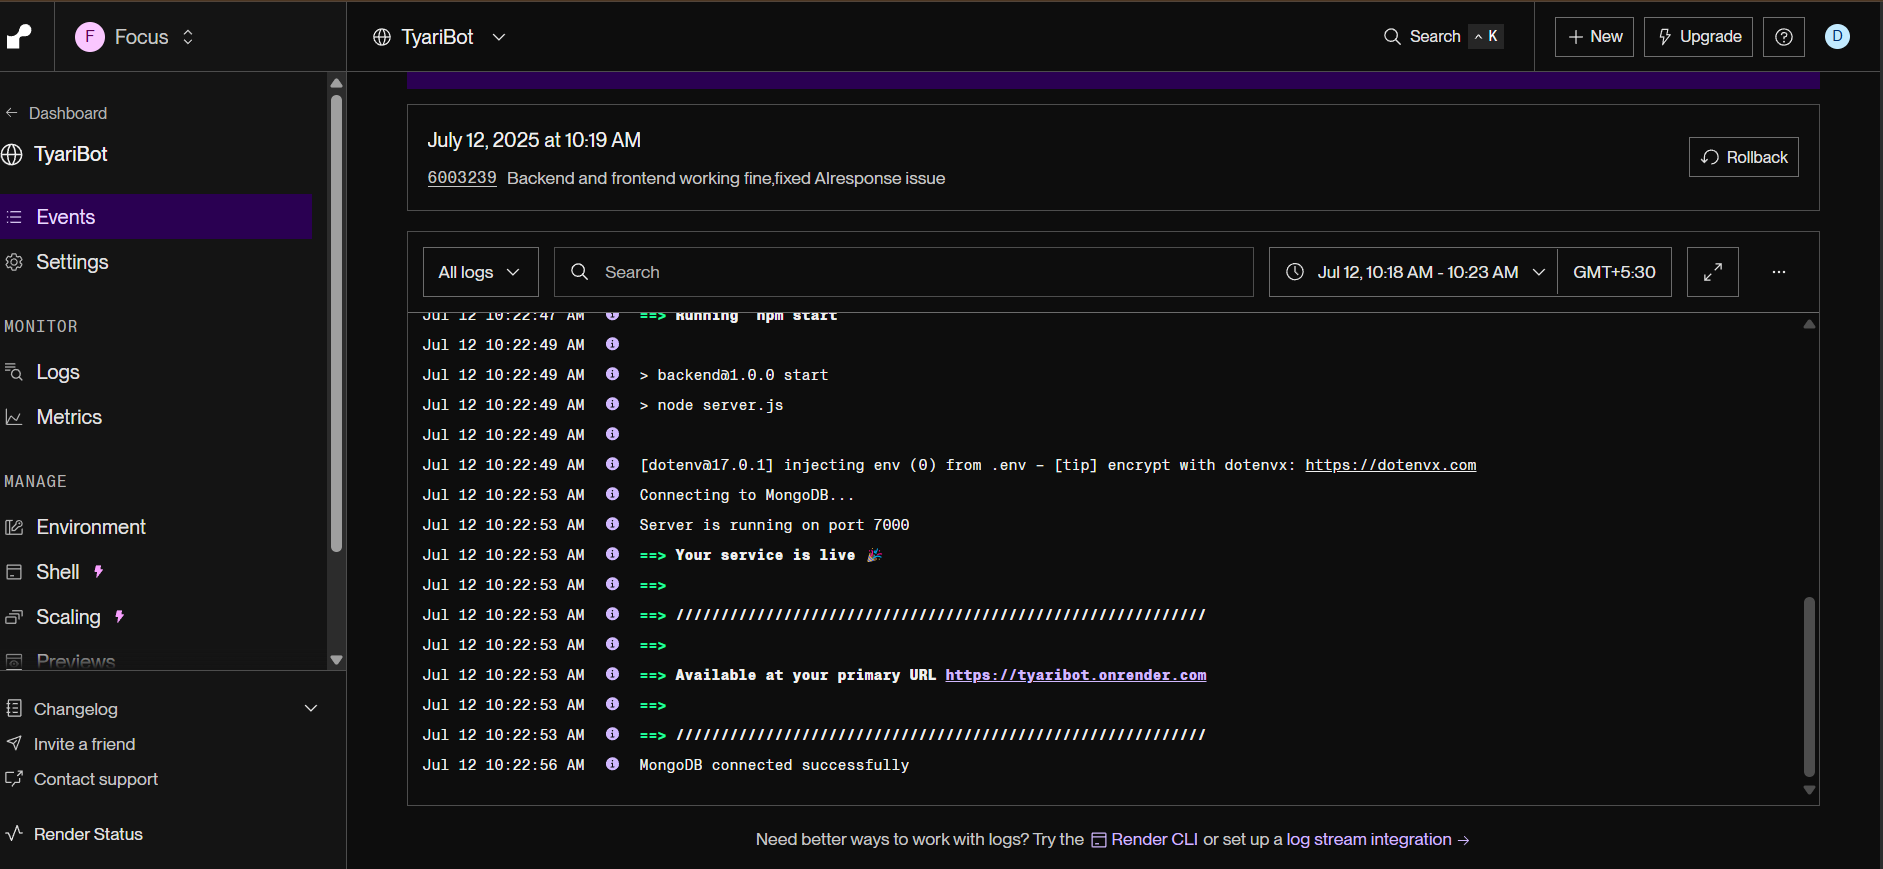 F Focus
TyariBot
Search ^ K
+ New
Upgrade
D
← Dashboard
TyariBot
Events
Settings
MONITOR
Logs
Metrics
MANAGE
Environment
Shell
Scaling
Previews
Changelog
Invite a friend
Contact support
Render Status
July 12, 2025 at 10:19 AM
6003239 Backend and frontend working fine,fixed AIresponse issue
Rollback
All logs
Search
Jul 12, 10:18 AM - 10:23 AM
GMT+5:30
...
Jul 12 10:22:47 AM ==> Running 'npm start'
Jul 12 10:22:49 AM
Jul 12 10:22:49 AM > backend@1.0.0 start
Jul 12 10:22:49 AM > node server.js
Jul 12 10:22:49 AM
Jul 12 10:22:49 AM [dotenv@17.0.1] injecting env (0) from .env – [tip] encrypt with dotenvx: https://dotenvx.com
Jul 12 10:22:53 AM Connecting to MongoDB...
Jul 12 10:22:53 AM Server is running on port 7000
Jul 12 10:22:53 AM ==> Your service is live 🎉
Jul 12 10:22:53 AM ==>
Jul 12 10:22:53 AM ==> ///////////////////////////////////////////////////////////
Jul 12 10:22:53 AM ==>
Jul 12 10:22:53 AM ==> Available at your primary URL https://tyaribot.onrender.com
Jul 12 10:22:53 AM ==>
Jul 12 10:22:53 AM ==> ///////////////////////////////////////////////////////////
Jul 12 10:22:56 AM MongoDB connected successfully
Need better ways to work with logs? Try the Render CLI or set up a log stream integration →